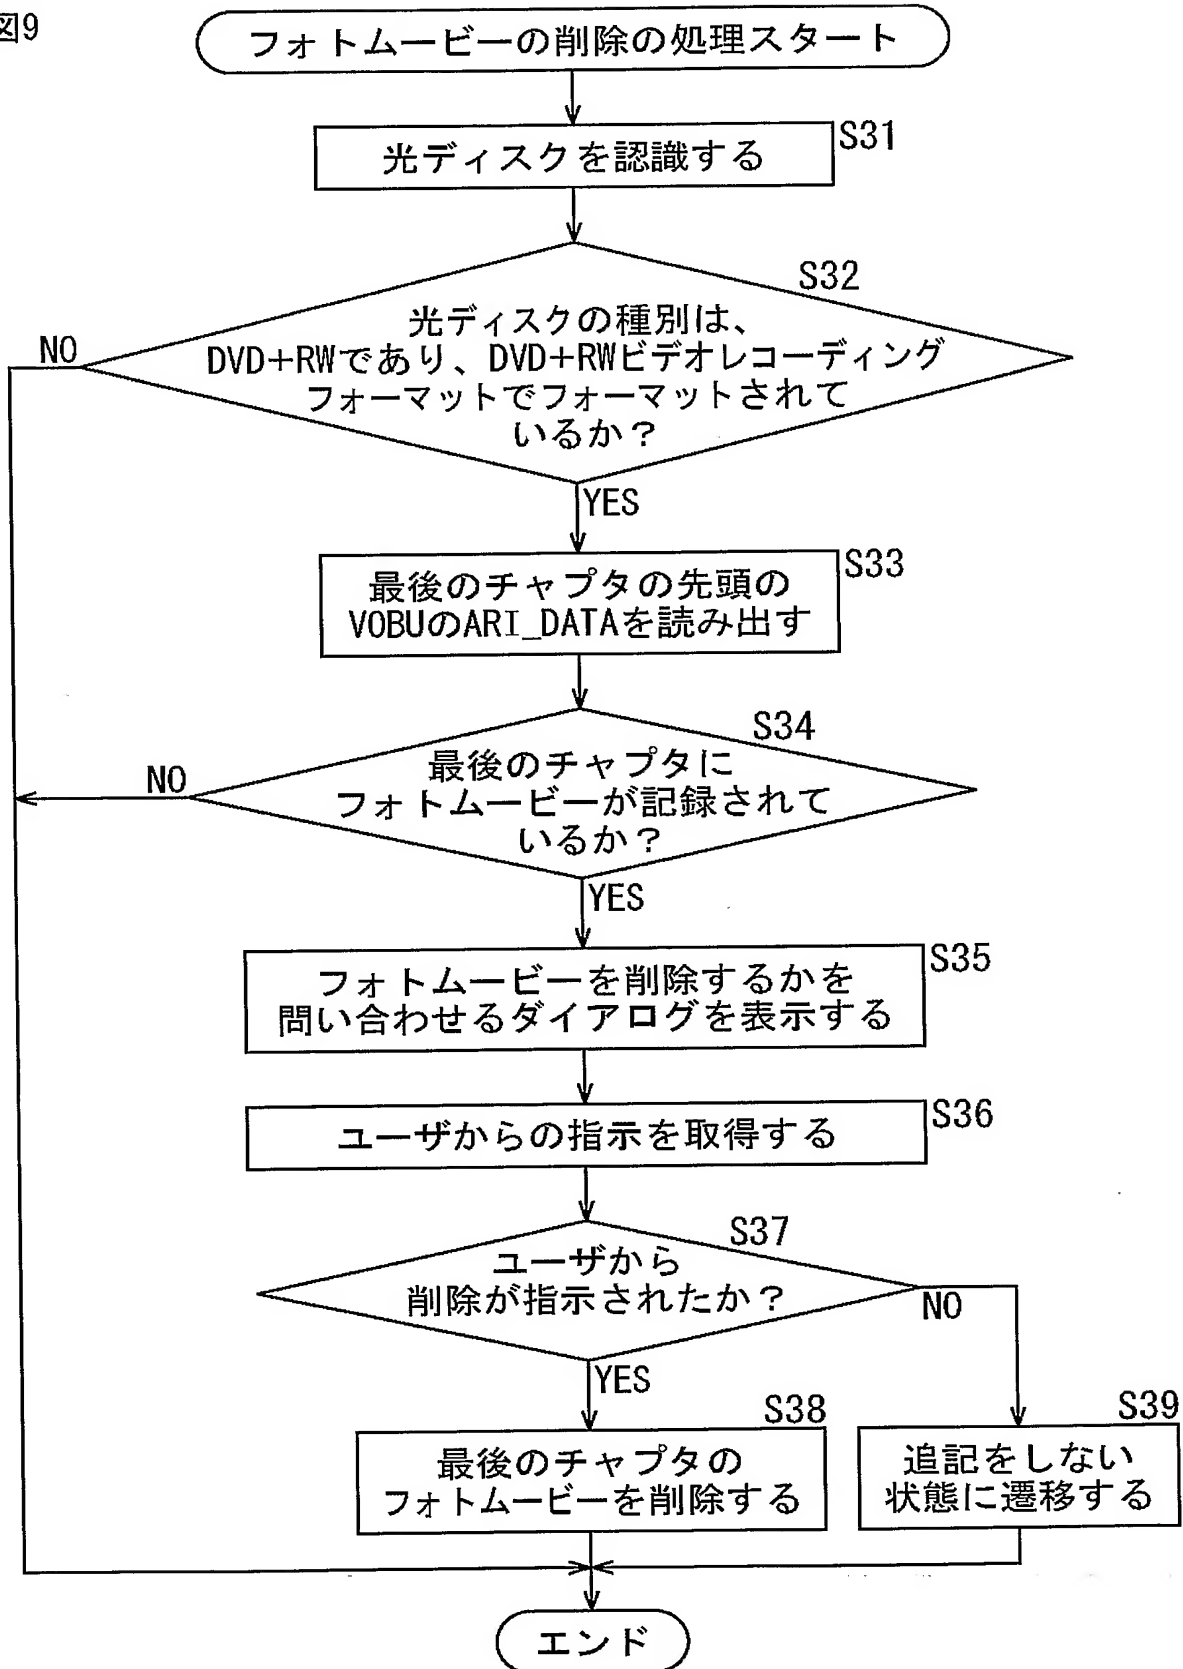 図9
フォトムービーの削除の処理スタート
S31
光ディスクを認識する
S32
光ディスクの種別は、
NO
DVD+RWであり、DVD+RWビデオレコーディング
フォーマットでフォーマットされて
いるか?
YES
S33
最後のチャプタの先頭の
VOBUのARI_DATAを読み出す
S34
最後のチャプタに
NO
フォトムービーが記録されて
いるか?
YES
S35
フォトムービーを削除するかを
問い合わせるダイアログを表示する
S36
ユーザからの指示を取得する
S37
ユーザから
削除が指示されたか?
NO
YES
S38
最後のチャプタの
フォトムービーを削除する
S39
追記をしない
状態に遷移する
エンド